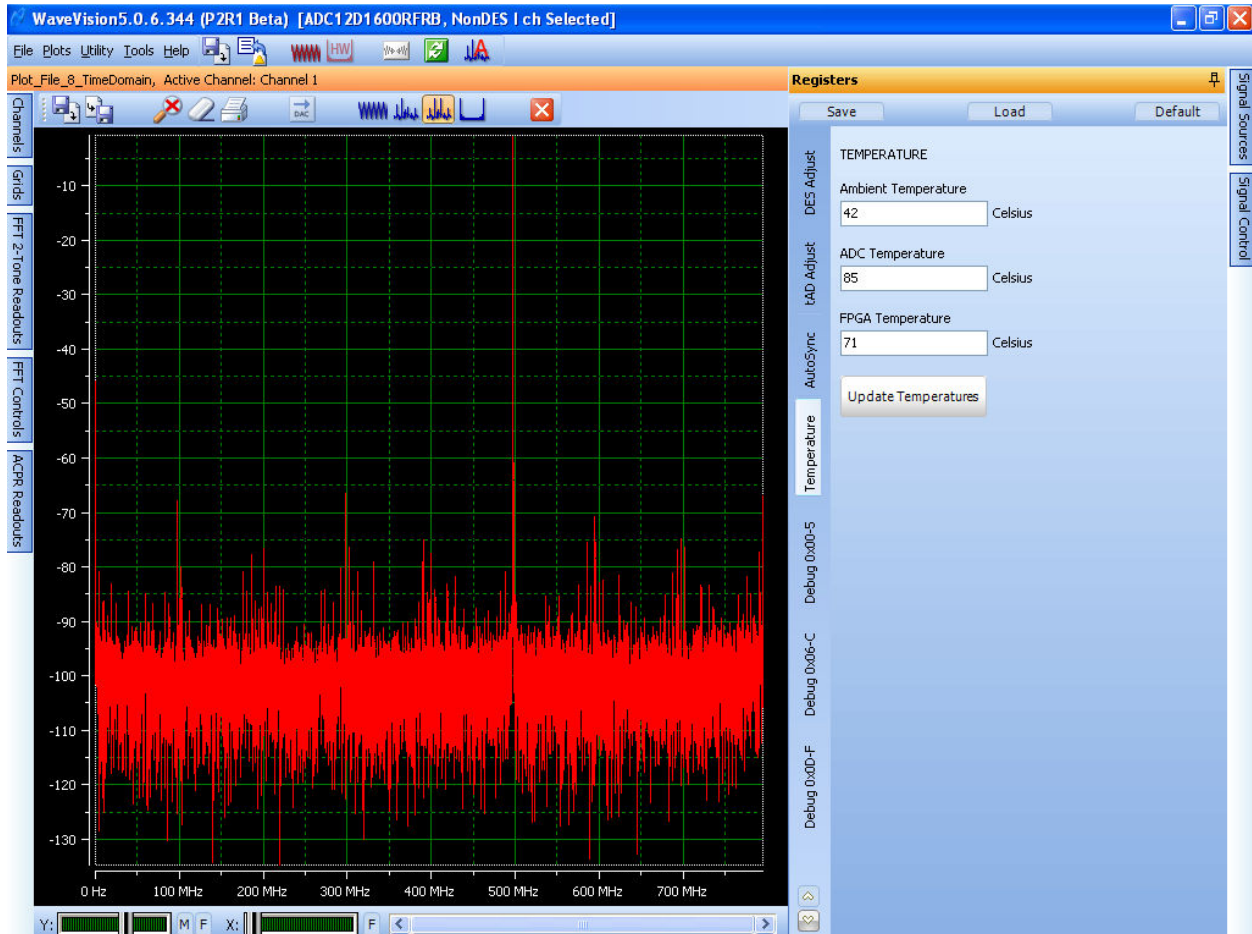 WaveVision5.0.6.344 (P2R1 Beta) [ADC12D1600RFRB, NonDES I ch Selected]
File Plots Utility Tools Help HW
Plot_File_8_TimeDomain, Active Channel: Channel 1
DAC
Channels
Grids
FFT 2-Tone Readouts
FFT Controls
ACPR Readouts
-10
-20
-30
-40
-50
-60
-70
-80
-90
-100
-110
-120
-130
0 Hz 100 MHz 200 MHz 300 MHz 400 MHz 500 MHz 600 MHz 700 MHz
Y: M F X: F
Registers
Save Load Default
DES Adjust
tAD Adjust
AutoSync
Temperature
Debug 0x00-5
Debug 0x06-C
Debug 0x0D-F
TEMPERATURE
Ambient Temperature
42 Celsius
ADC Temperature
85 Celsius
FPGA Temperature
71 Celsius
Update Temperatures
Signal Sources
Signal Control